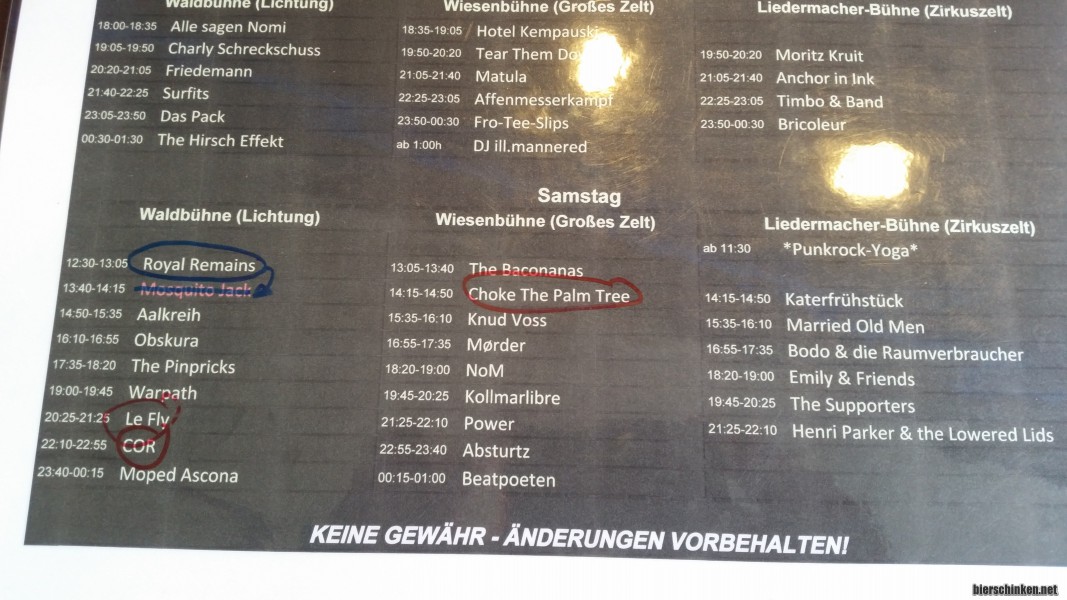 Waldbühne (Lichtung)
18:00-18:35 Alle sagen Nomi
19:05-19:50 Charly Schreckschuss
20:20-21:05 Friedemann
21:40-22:25 Surfits
23:05-23:50 Das Pack
00:30-01:30 The Hirsch Effekt
Wiesenbühne (Großes Zelt)
18:35-19:05 Hotel Kempauski
19:50-20:20 Tear Them
21:05-21:40 Matula
22:25-23:05 Affenmesserkampf
23:50-00:30 Fro-Tee-Slips
ab 1:00h DJ ill.mannered
Liedermacher-Bühne (Zirkuszelt)
19:50-20:20 Moritz Kruit
21:05-21:40 Anchor in Ink
22:25-23:05 Timbo & Band
23:50-00:30 Bricoleur
Samstag
Waldbühne (Lichtung)
12:30-13:05 Royal Remains
13:40-14:15 Mosquito Jack
14:50-15:35 Aalkreih
16:10-16:55 Obskura
17:35-18:20 The Pinpricks
19:00-19:45 Warpath
20:25-21:25 Le Fly
22:10-22:55 COR
23:40-00:15 Moped Ascona
Wiesenbühne (Großes Zelt)
13:05-13:40 The Baconanas
14:15-14:50 Choke The Palm Tree
15:35-16:10 Knud Voss
16:55-17:35 Mørder
18:20-19:00 NoM
19:45-20:25 Kollmarlibre
21:25-22:10 Power
22:55-23:40 Absturtz
00:15-01:00 Beatpoeten
Liedermacher-Bühne (Zirkuszelt)
ab 11:30 *Punkrock-Yoga*
14:15-14:50 Katerfrühstück
15:35-16:10 Married Old Men
16:55-17:35 Bodo & die Raumverbraucher
18:20-19:00 Emily & Friends
19:45-20:25 The Supporters
21:25-22:10 Henri Parker & the Lowered Lids
KEINE GEWÄHR - ÄNDERUNGEN VORBEHALTEN!
bierschinken.net